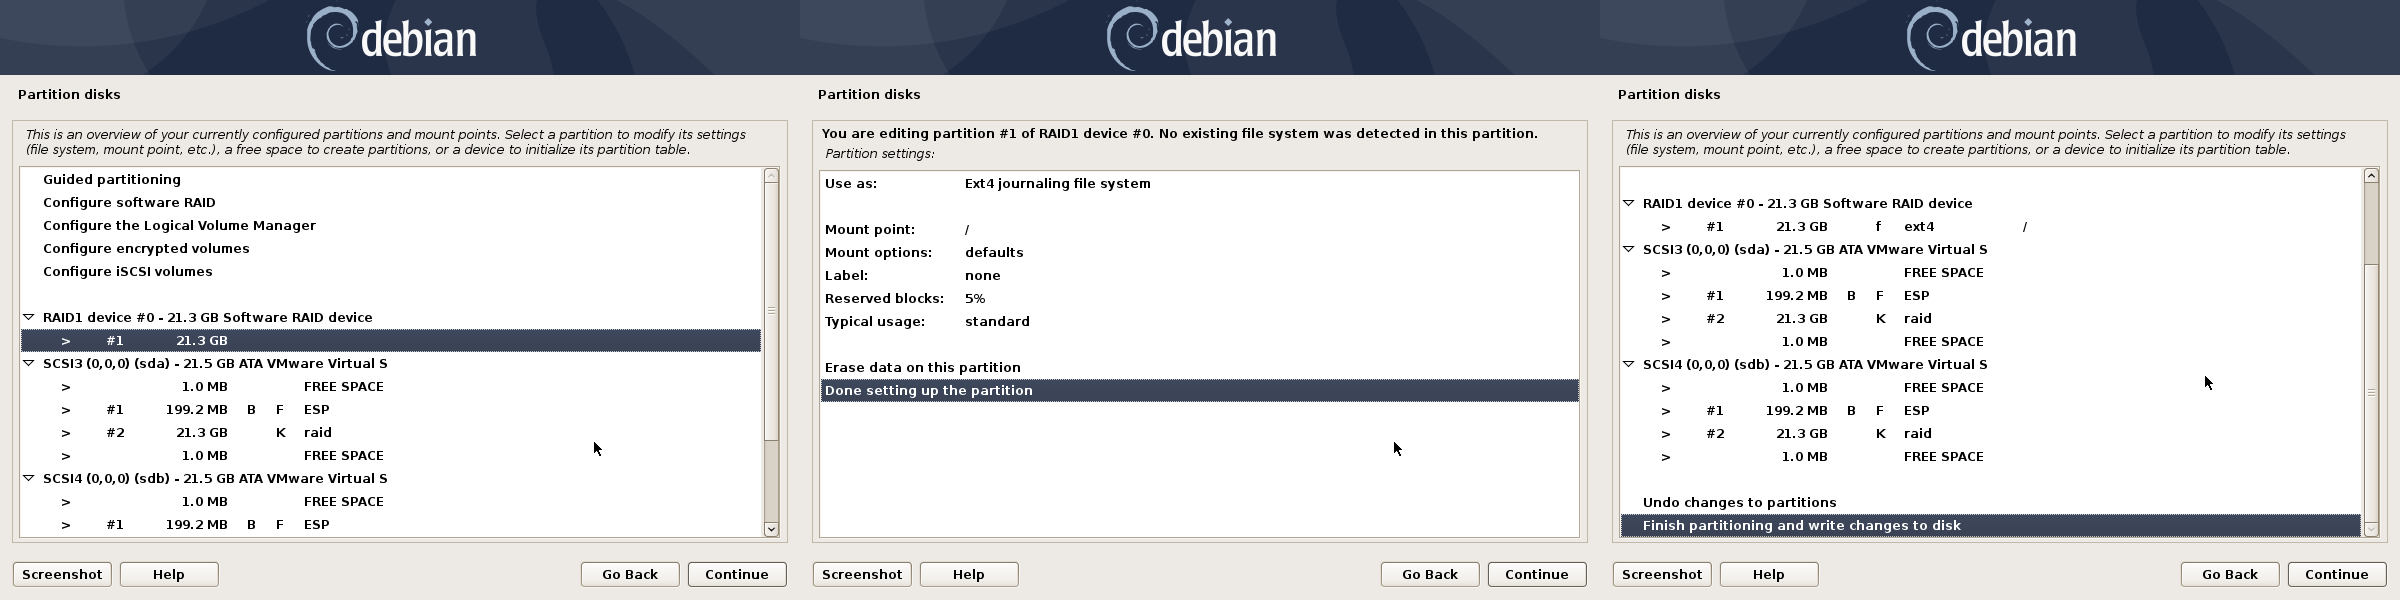 debian
Partition disks
This is an overview of your currently configured partitions and mount points. Select a partition to modify its settings
(file system, mount point, etc.), a free space to create partitions, or a device to initialize its partition table.
Guided partitioning
Configure software RAID
Configure the Logical Volume Manager
Configure encrypted volumes
Configure iSCSI volumes
RAID1 device #0 - 21.3 GB Software RAID device
> #1 21.3 GB
SCSI3 (0,0,0) (sda) - 21.5 GB ATA VMware Virtual S
> 1.0 MB FREE SPACE
> #1 199.2 MB B F ESP
> #2 21.3 GB K raid
> 1.0 MB FREE SPACE
SCSI4 (0,0,0) (sdb) - 21.5 GB ATA VMware Virtual S
> 1.0 MB FREE SPACE
> #1 199.2 MB B F ESP
Screenshot Help Go Back Continue
debian
Partition disks
You are editing partition #1 of RAID1 device #0. No existing file system was detected in this partition.
Partition settings:
Use as: Ext4 journaling file system
Mount point: /
Mount options: defaults
Label: none
Reserved blocks: 5%
Typical usage: standard
Erase data on this partition
Done setting up the partition
Screenshot Help Go Back Continue
debian
Partition disks
This is an overview of your currently configured partitions and mount points. Select a partition to modify its settings
(file system, mount point, etc.), a free space to create partitions, or a device to initialize its partition table.
RAID1 device #0 - 21.3 GB Software RAID device
> #1 21.3 GB f ext4 /
SCSI3 (0,0,0) (sda) - 21.5 GB ATA VMware Virtual S
> 1.0 MB FREE SPACE
> #1 199.2 MB B F ESP
> #2 21.3 GB K raid
> 1.0 MB FREE SPACE
SCSI4 (0,0,0) (sdb) - 21.5 GB ATA VMware Virtual S
> 1.0 MB FREE SPACE
> #1 199.2 MB B F ESP
> #2 21.3 GB K raid
> 1.0 MB FREE SPACE
Undo changes to partitions
Finish partitioning and write changes to disk
Screenshot Help Go Back Continue